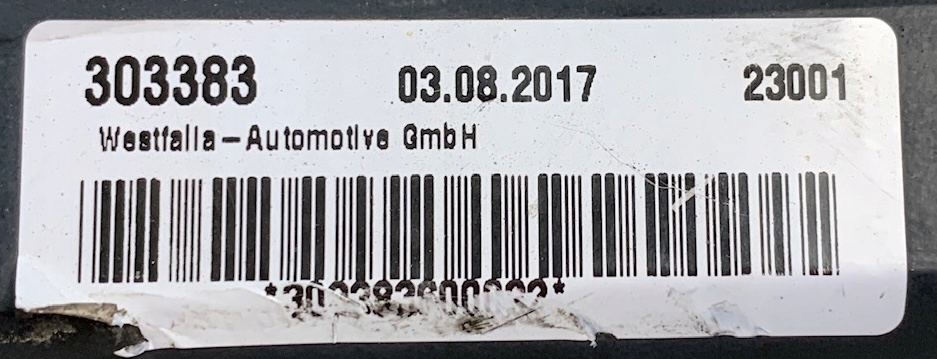 303383 03.08.2017 23001
Westfalia-Automotive GmbH